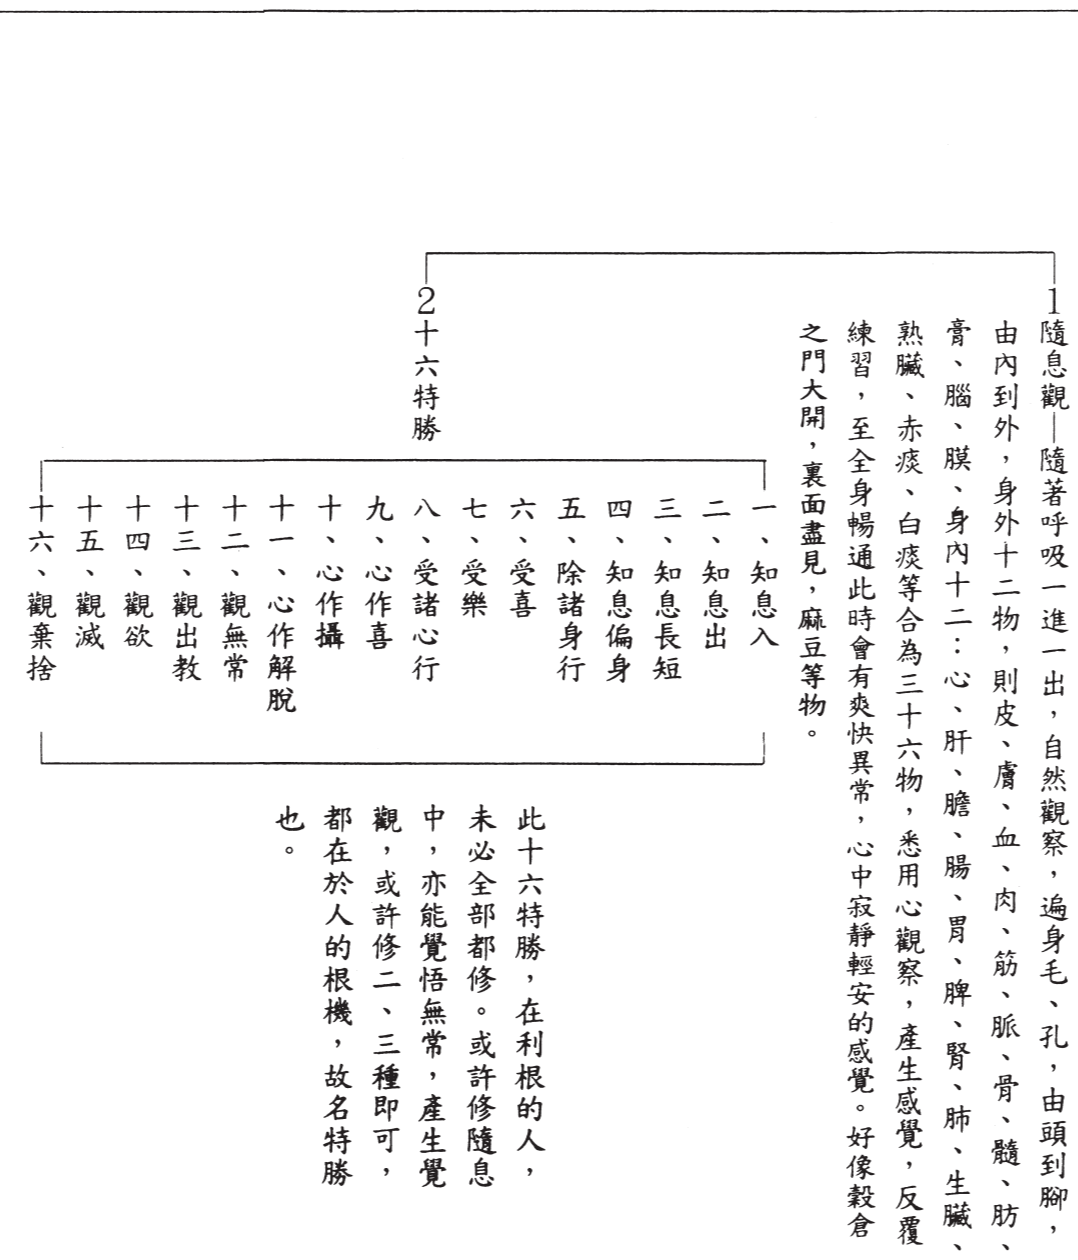 1隨息觀—隨著呼吸一進一出，自然觀察，遍身毛、孔，由頭到腳，
由內到外，身外十二物，則皮、膚、血、肉、筋、脈、骨、髓、肪、
膏、腦、膜、身內十二：心、肝、膽、腸、胃、脾、腎、肺、生臟、
熟臟、赤痰、白痰等合為三十六物，悉用心觀察，產生感覺，反覆
練習，至全身暢通此時會有爽快異常，心中寂靜輕安的感覺。好像穀倉
之門大開，裏面盡見，麻豆等物。
2十六特勝
一、知息入
二、知息出
三、知息長短
四、知息偏身
五、除諸身行
六、受喜
七、受樂
八、受諸心行
九、心作喜
十、心作攝
十一、心作解脫
十二、觀無常
十三、觀出教
十四、觀欲
十五、觀滅
十六、觀棄捨
此十六特勝，在利根的人，
未必全部都修。或許修隨息
中，亦能覺悟無常，產生覺
觀，或許修二、三種即可，
都在於人的根機，故名特勝
也。